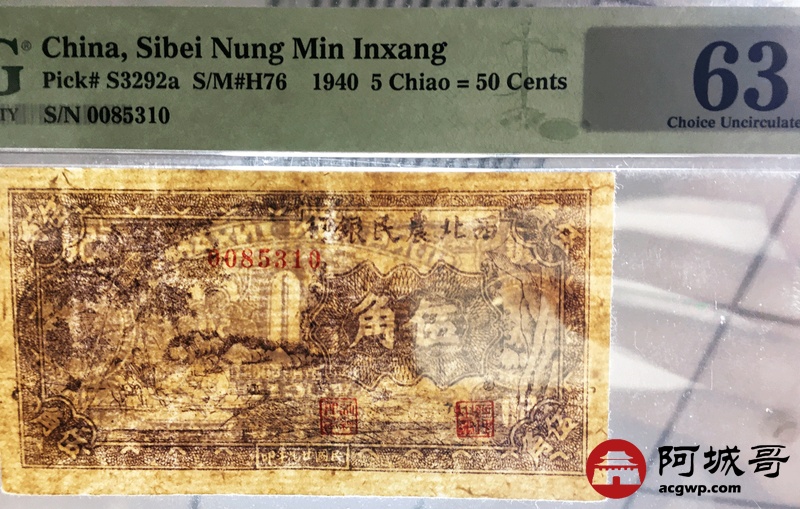 G®
China, Sibei Nung Min Inxang
Pick# S3292a S/M#H76 1940 5 Chiao = 50 Cents
TY S/N 0085310
63
Choice Uncirculate
西北農民銀行
0085310
伍角
阿城哥
acgwp.com